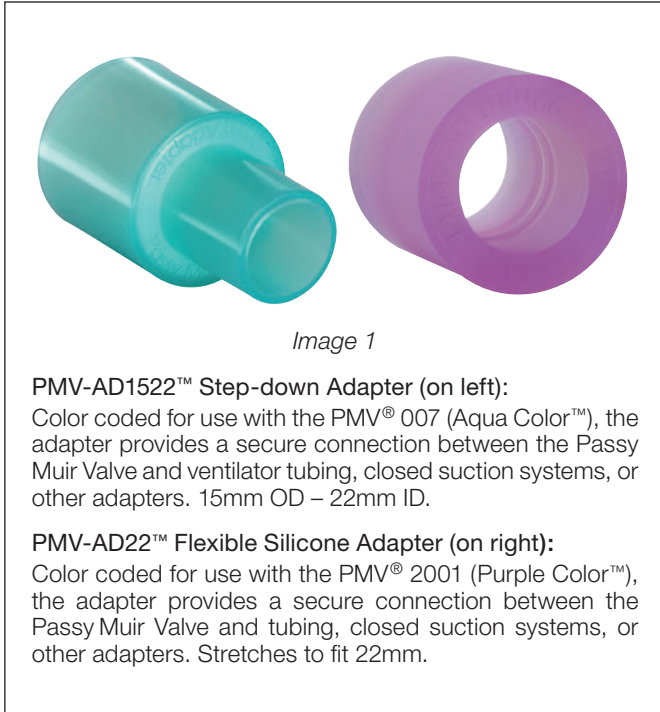 Image 1
PMV-AD1522™ Step-down Adapter (on left):
Color coded for use with the PMV® 007 (Aqua Color™), the
adapter provides a secure connection between the Passy
Muir Valve and ventilator tubing, closed suction systems, or
other adapters. 15mm OD – 22mm ID.
PMV-AD22™ Flexible Silicone Adapter (on right):
Color coded for use with the PMV® 2001 (Purple Color™),
the adapter provides a secure connection between the
Passy Muir Valve and tubing, closed suction systems, or
other adapters. Stretches to fit 22mm.